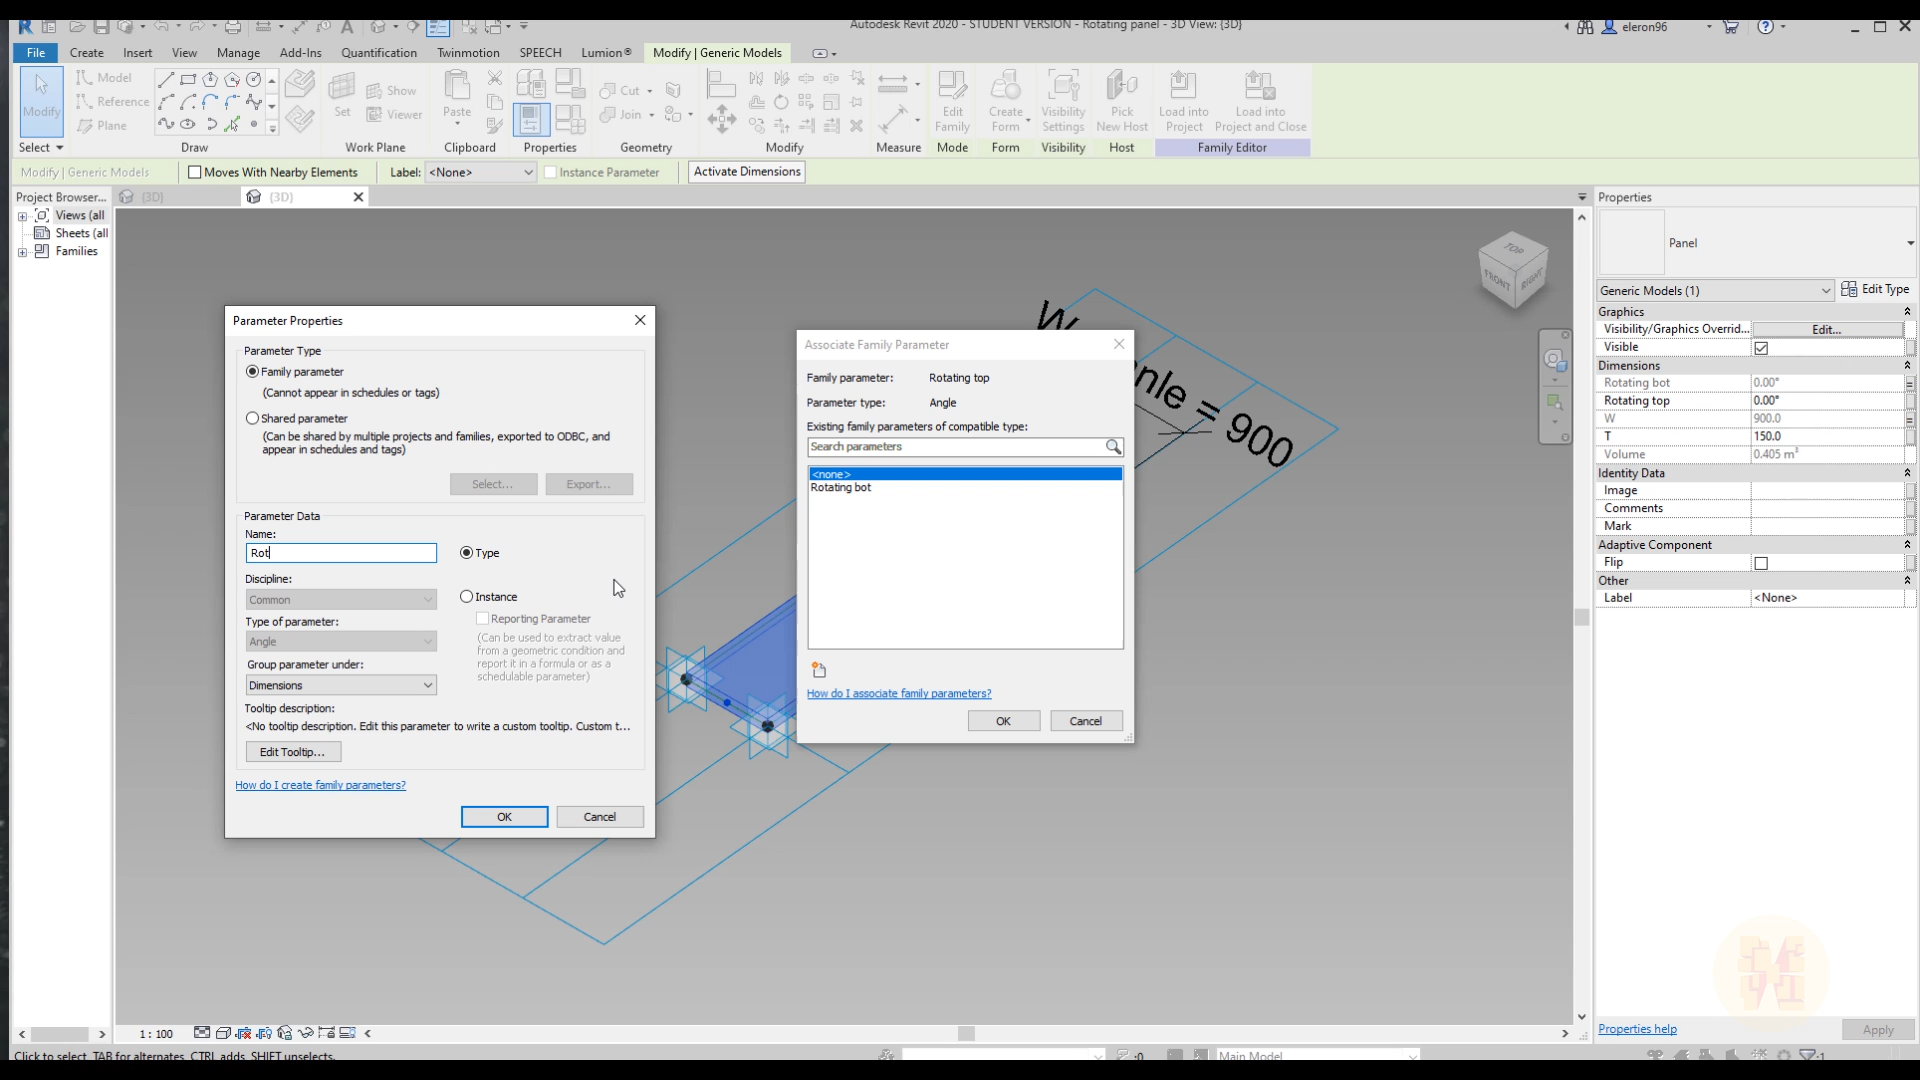 Autodesk Revit 2020 - STUDENT VERSION - Rotating panel - 3D View: {3D}
eleron96
File Create Insert View Manage Add-Ins Quantification Twinmotion SPEECH Lumion® Modify | Generic Models
Modify
Model
Reference
Plane
Set
Show
Viewer
Paste
Cut
Join
Edit Family
Create Form
Visibility Settings
Pick New Host
Load into Project
Load into Project and Close
Select Draw Work Plane Clipboard Properties Geometry Modify Measure Mode Form Visibility Host Family Editor
Modify | Generic Models Moves With Nearby Elements Label: <None> Instance Parameter Activate Dimensions
Project Browser...
Views (all
Sheets (all
Families
{3D}
{3D}
TOP
FRONT
RIGHT
nle = 900
Parameter Properties
Parameter Type
Family parameter
(Cannot appear in schedules or tags)
Shared parameter
(Can be shared by multiple projects and families, exported to ODBC, and
appear in schedules and tags)
Select...
Export...
Parameter Data
Name:
Rot
Type
Discipline:
Common
Instance
Reporting Parameter
Type of parameter:
Angle
(Can be used to extract value
from a geometric condition and
report it in a formula or as a
schedulable parameter)
Group parameter under:
Dimensions
Tooltip description:
<No tooltip description. Edit this parameter to write a custom tooltip. Custom t...
Edit Tooltip...
How do I create family parameters?
OK
Cancel
Associate Family Parameter
Family parameter: Rotating top
Parameter type: Angle
Existing family parameters of compatible type:
Search parameters
<none>
Rotating bot
How do I associate family parameters?
OK
Cancel
Properties
Panel
Generic Models (1)
Edit Type
Graphics
Visibility/Graphics Overrid... Edit...
Visible
Dimensions
Rotating bot 0.00°
Rotating top 0.00°
W 900.0
T 150.0
Volume 0.405 m³
Identity Data
Image
Comments
Mark
Adaptive Component
Flip
Other
Label <None>
Properties help
Apply
1 : 100
Click to select, TAB for alternates, CTRL adds, SHIFT unselects.
:0
Main Model
:1